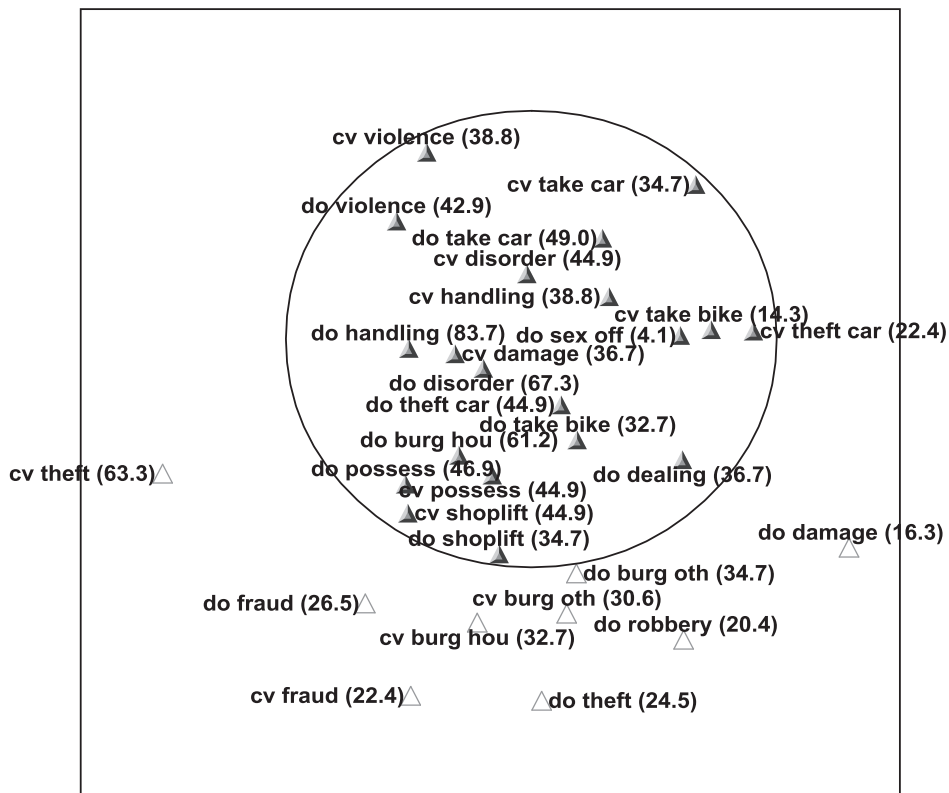 cv violence (38.8)
cv take car (34.7)
do violence (42.9)
do take car (49.0)
cv disorder (44.9)
cv handling (38.8)
cv take bike (14.3)
do handling (83.7)
do sex off (4.1)
cv theft car (22.4)
cv damage (36.7)
do disorder (67.3)
do theft car (44.9)
do take bike (32.7)
do burg hou (61.2)
do possess (46.9)
cv theft (63.3)
do dealing (36.7)
cv possess (44.9)
cv shoplift (44.9)
do shoplift (34.7)
do damage (16.3)
do burg oth (34.7)
cv burg oth (30.6)
do fraud (26.5)
do robbery (20.4)
cv burg hou (32.7)
cv fraud (22.4)
do theft (24.5)